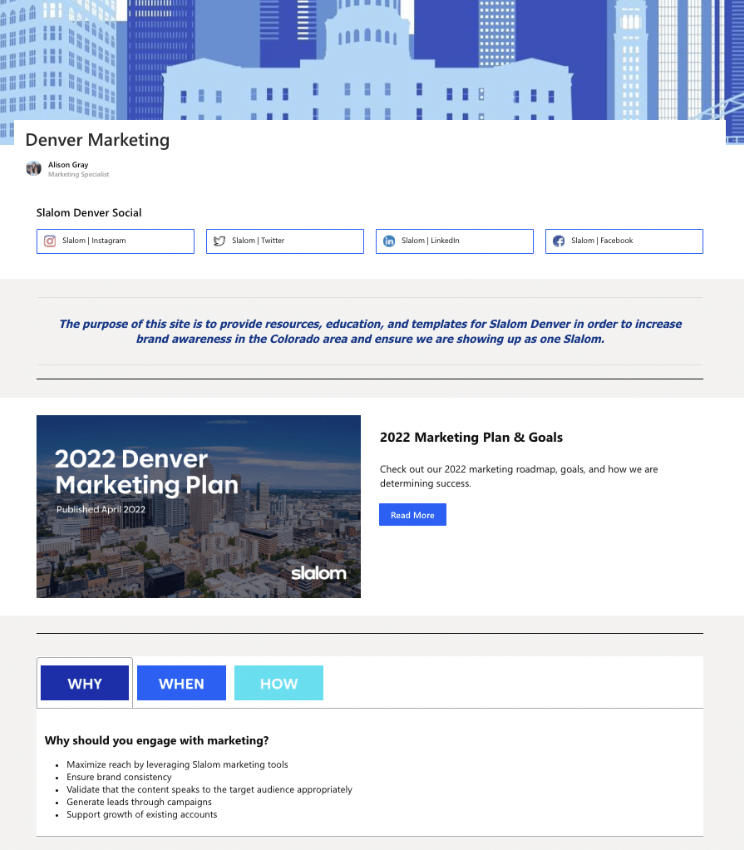 Denver Marketing
Alison Gray
Marketing Specialist
Slalom Denver Social
Slalom | Instagram
Slalom | Twitter
Slalom | LinkedIn
Slalom | Facebook
The purpose of this site is to provide resources, education, and templates for Slalom Denver in order to increase
brand awareness in the Colorado area and ensure we are showing up as one Slalom.
2022 Denver
Marketing Plan
Published April 2022
slalom
2022 Marketing Plan & Goals
Check out our 2022 marketing roadmap, goals, and how we are
determining success.
Read More
WHY
WHEN
HOW
Why should you engage with marketing?
• Maximize reach by leveraging Slalom marketing tools
• Ensure brand consistency
• Validate that the content speaks to the target audience appropriately
• Generate leads through campaigns
• Support growth of existing accounts